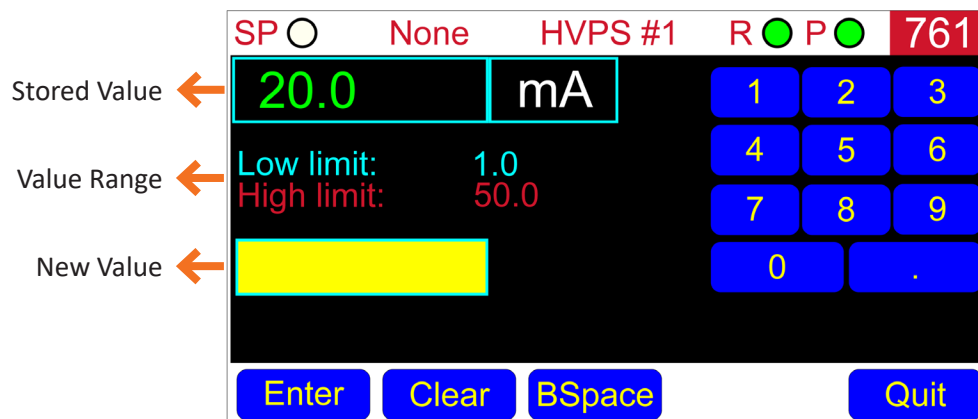 SP None HVPS #1 R P 761
Stored Value 20.0 mA 1 2 3
4 5 6
Value Range Low limit: 1.0
High limit: 50.0
7 8 9
New Value 0 .
Enter Clear BSpace Quit